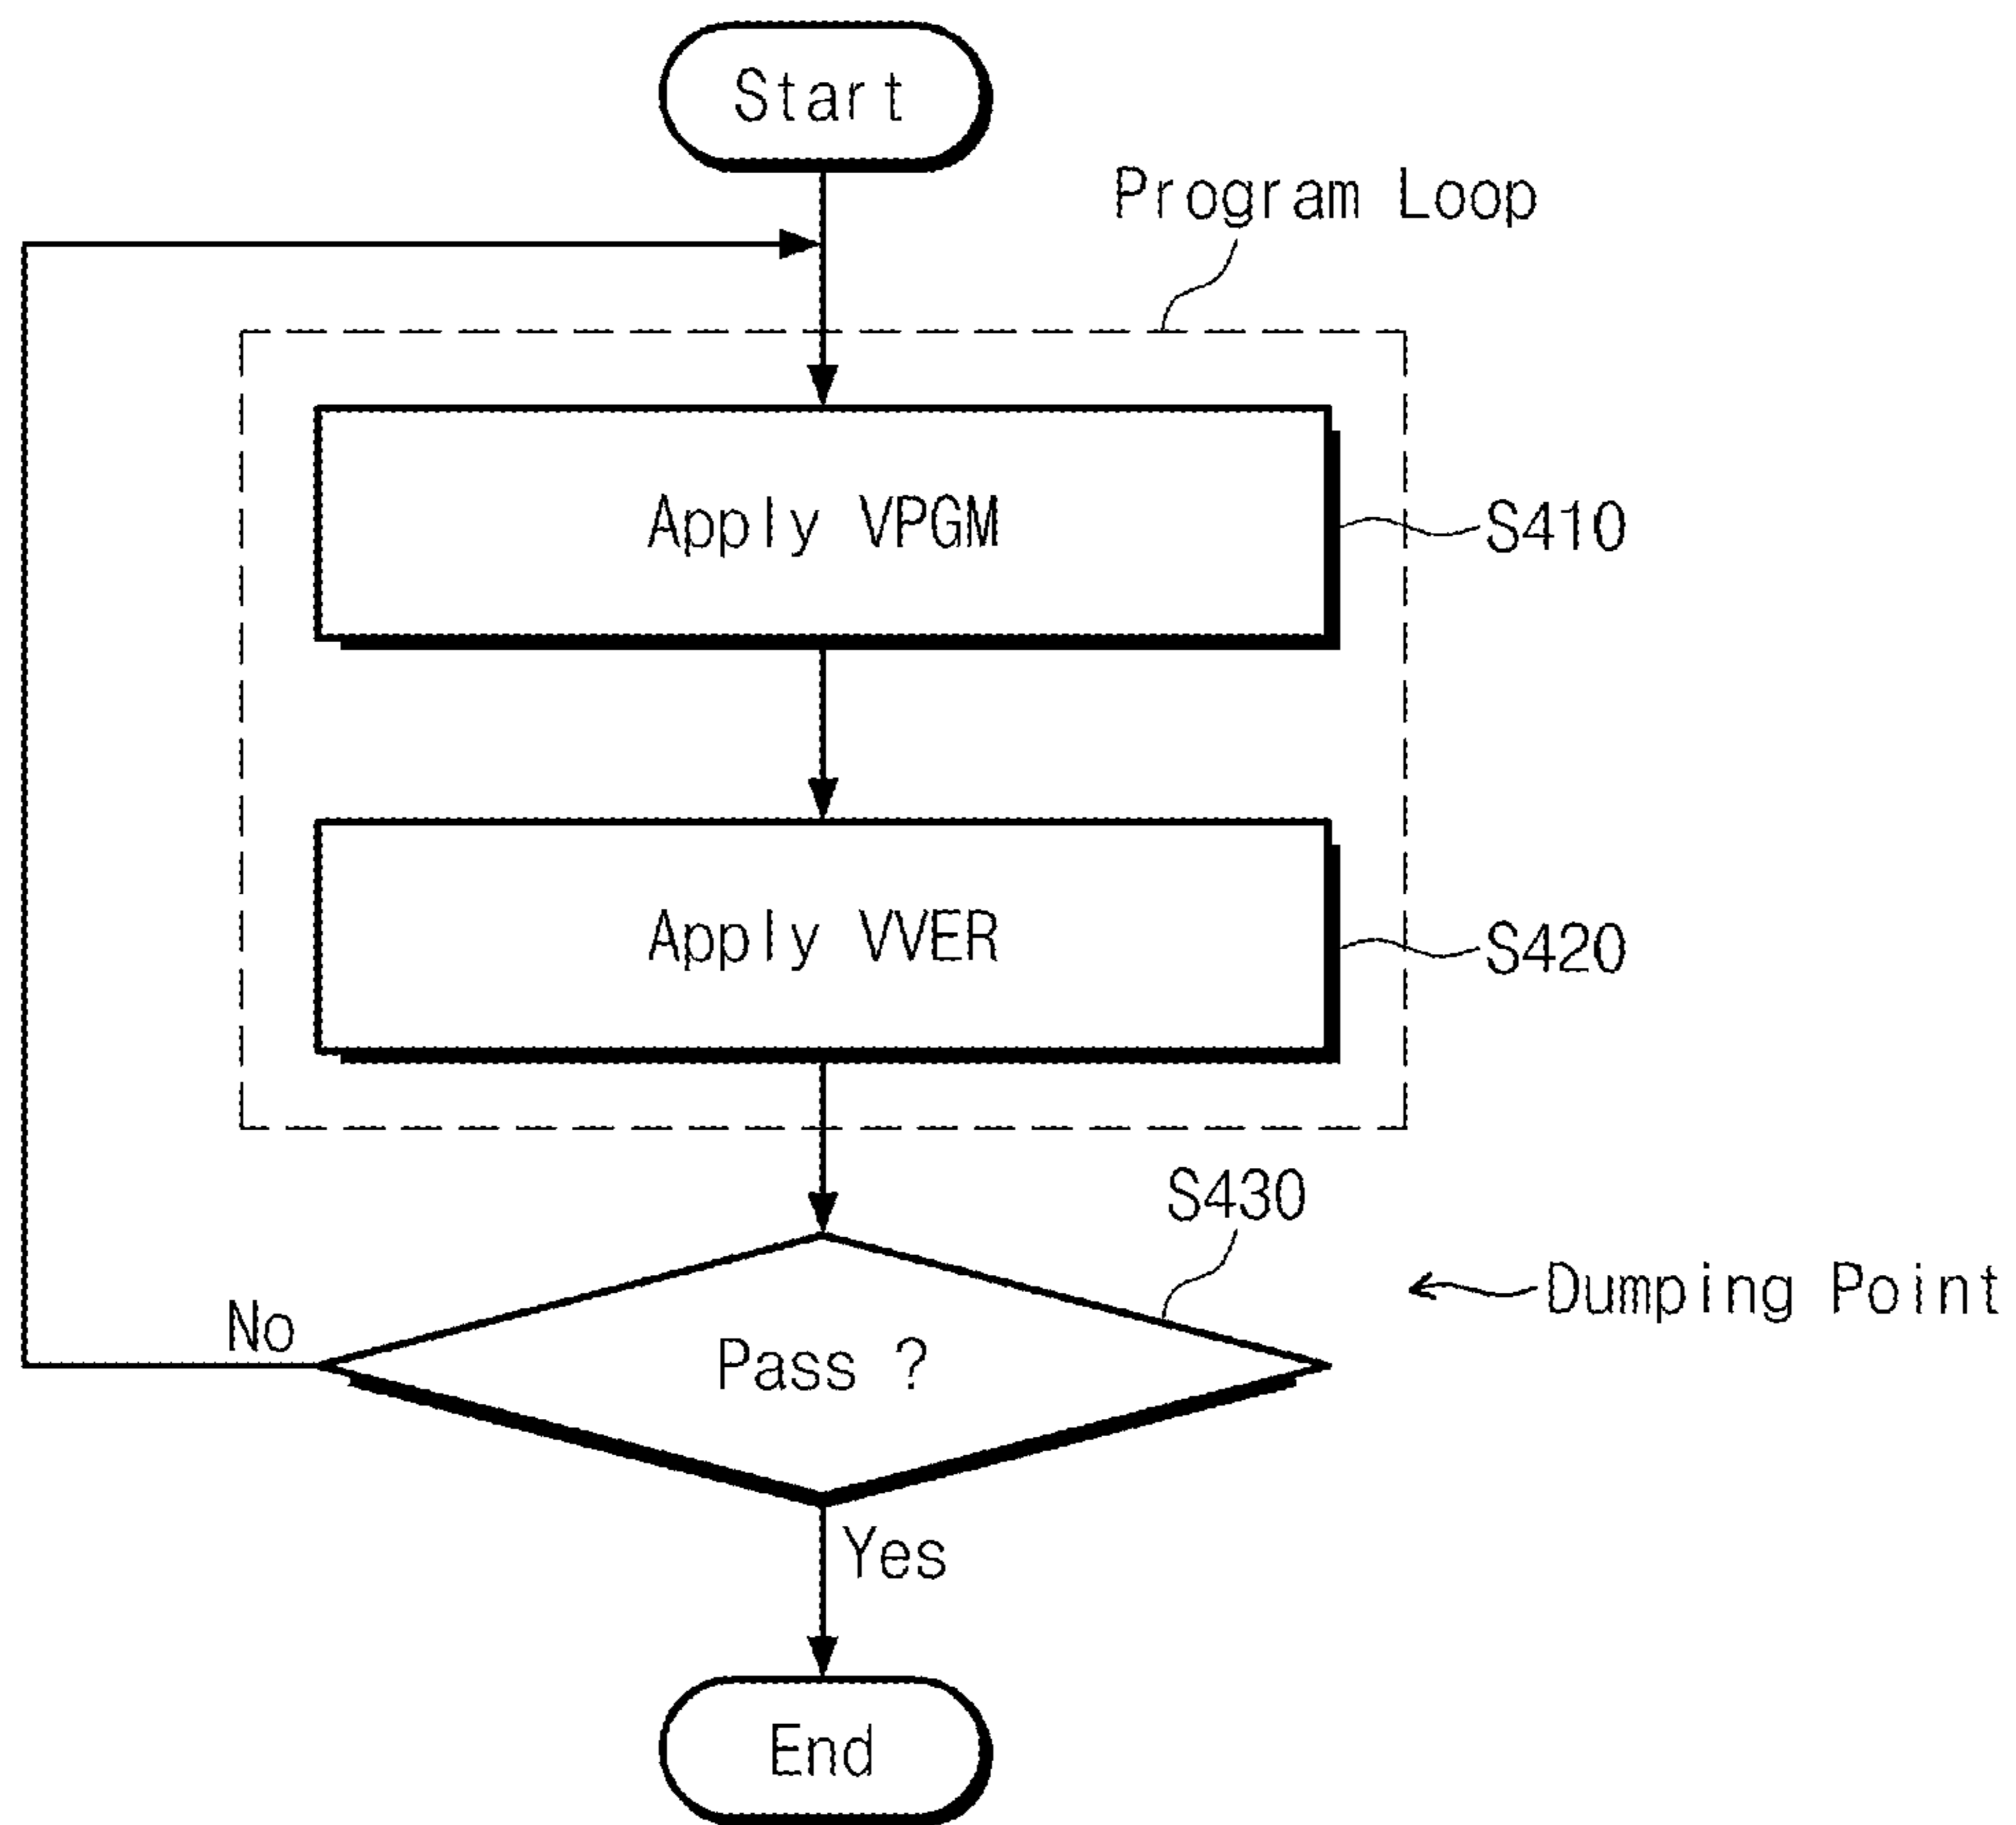 Start
Program Loop
Apply VPGM
S410
Apply VVER
S420
S430
Dumping Point
No
Pass ?
Yes
End